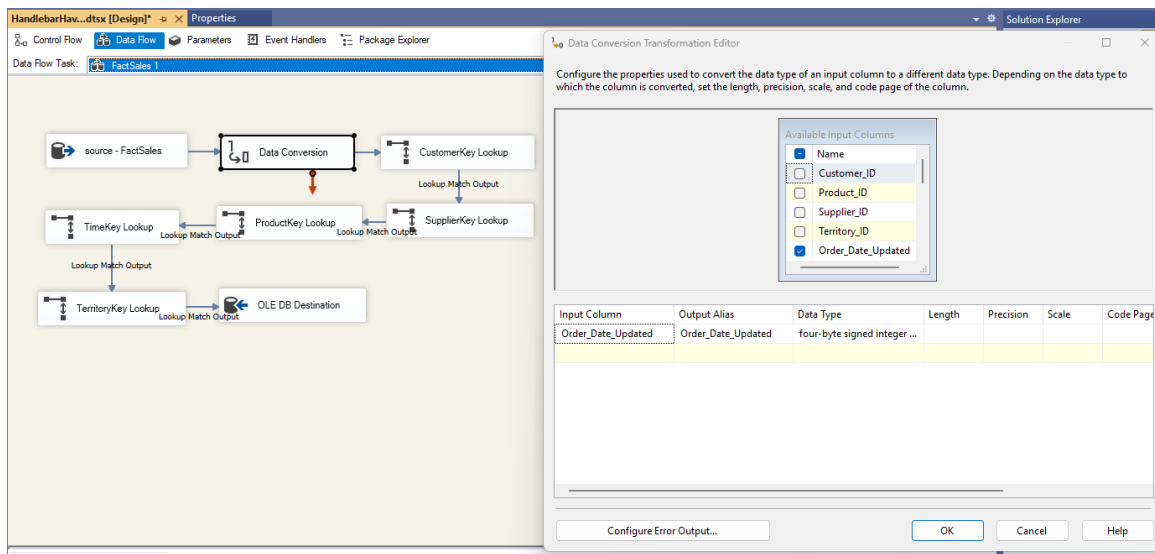 HandlebarHav...dtsx [Design]* Properties
Solution Explorer
Control Flow Data Flow Parameters Event Handlers Package Explorer
Data Flow Task: FactSales 1
source - FactSales
Data Conversion
CustomerKey Lookup
Lookup Match Output
SupplierKey Lookup
Lookup Match Output
ProductKey Lookup
Lookup Match Output
TimeKey Lookup
Lookup Match Output
TerritoryKey Lookup
Lookup Match Output
OLE DB Destination
Data Conversion Transformation Editor
Configure the properties used to convert the data type of an input column to a different data type. Depending on the data type to
which the column is converted, set the length, precision, scale, and code page of the column.
Available Input Columns
Name
Customer_ID
Product_ID
Supplier_ID
Territory_ID
Order_Date_Updated
Input Column Output Alias Data Type Length Precision Scale Code Page
Order_Date_Updated Order_Date_Updated four-byte signed integer ...
Configure Error Output... OK Cancel Help